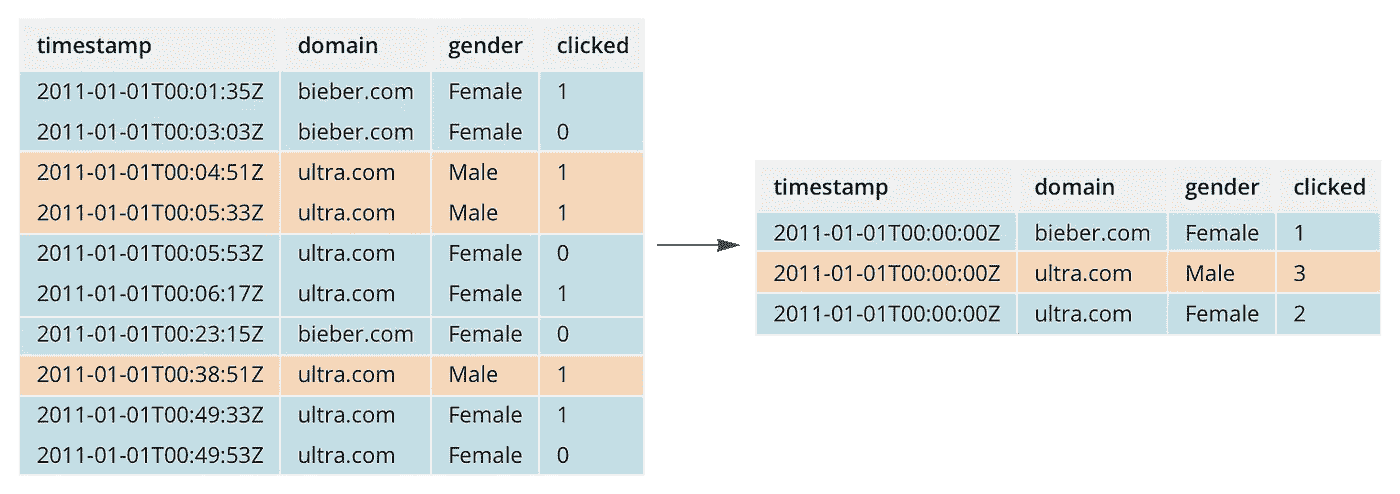 timestamp domain gender clicked
2011-01-01T00:01:35Z bieber.com Female 1
2011-01-01T00:03:03Z bieber.com Female 0
2011-01-01T00:04:51Z ultra.com Male 1
2011-01-01T00:05:33Z ultra.com Male 1
2011-01-01T00:05:53Z ultra.com Female 0
2011-01-01T00:06:17Z ultra.com Female 1
2011-01-01T00:23:15Z bieber.com Female 0
2011-01-01T00:38:51Z ultra.com Male 1
2011-01-01T00:49:33Z ultra.com Female 1
2011-01-01T00:49:53Z ultra.com Female 0
timestamp domain gender clicked
2011-01-01T00:00:00Z bieber.com Female 1
2011-01-01T00:00:00Z ultra.com Male 3
2011-01-01T00:00:00Z ultra.com Female 2